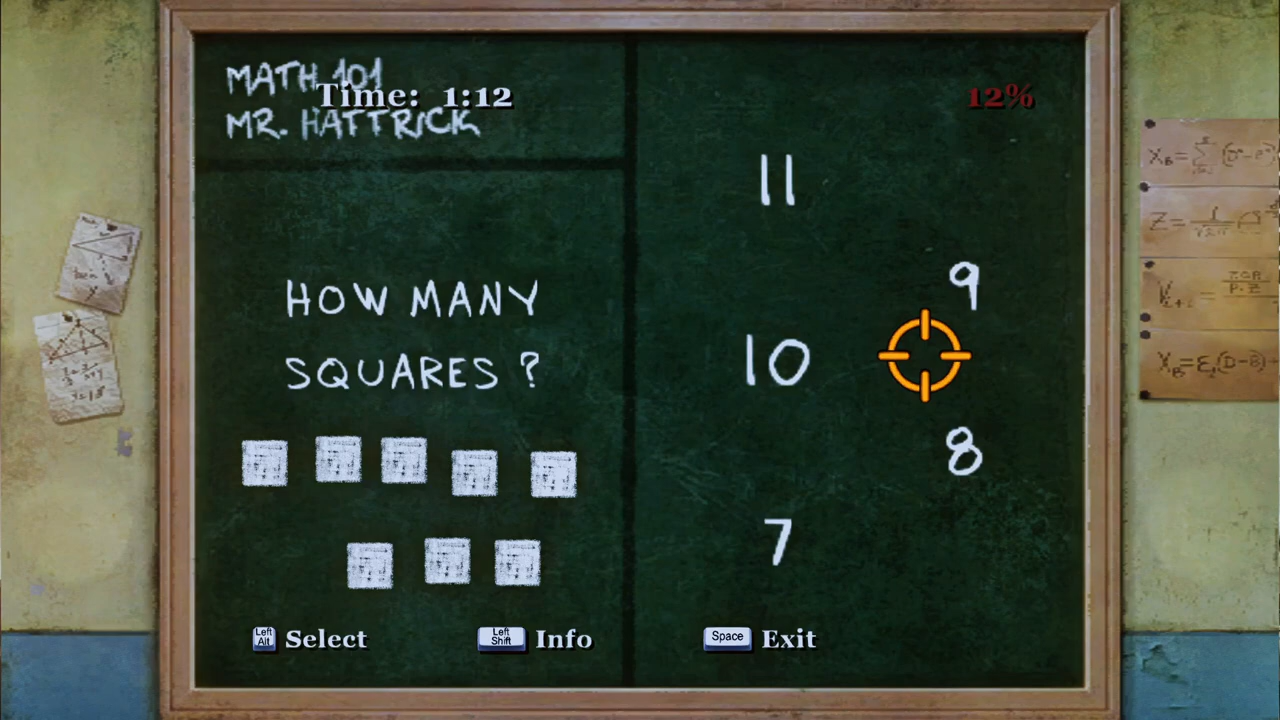 MATH 101
Time: 1:12
12%
MR. HATTRICK
11
9
HOW MANY
SQUARES ?
10
8
7
Left Alt Select
Left Shift Info
Space Exit